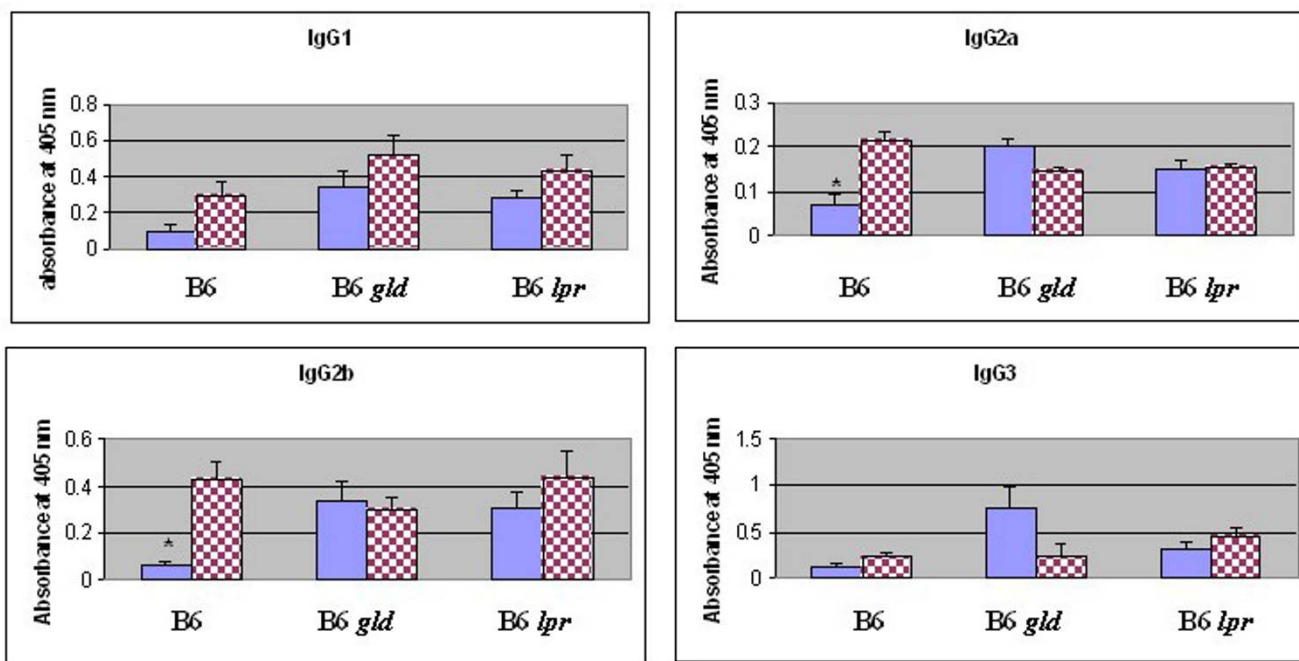 IgG1
absorbance at 405 nm
0.8
0.6
0.4
0.2
0
B6
B6 gld
B6 lpr
IgG2a
Absorbance at 405 nm
0.3
0.2
0.1
0
*
B6
B6 gld
B6 lpr
IgG2b
Absorbance at 405 nm
0.6
0.4
0.2
0
*
B6
B6 gld
B6 lpr
IgG3
Absorbance at 405 nm
1.5
1
0.5
0
B6
B6 gld
B6 lpr